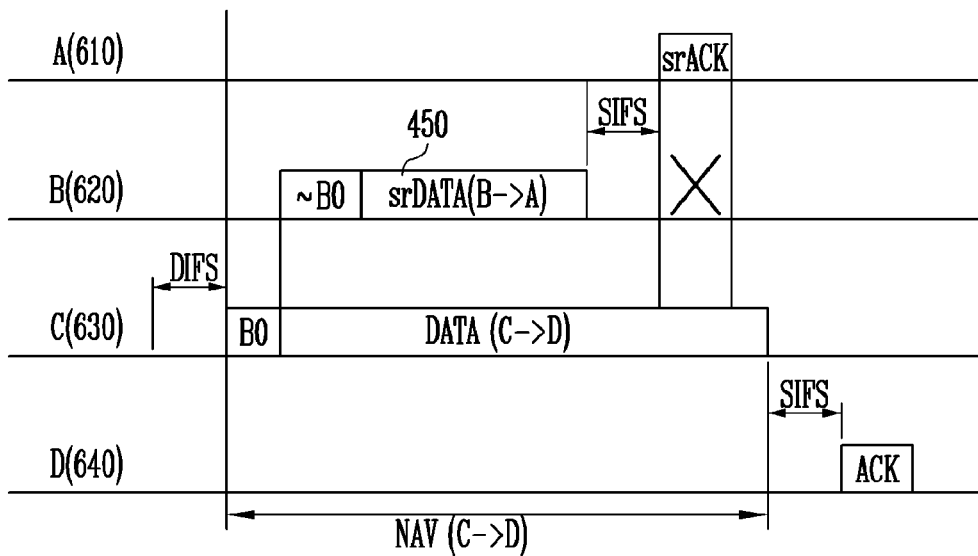 A(610)
srACK
SIFS
450
B(620)
~B0
srDATA(B->A)
DIFS
C(630)
B0
DATA (C->D)
SIFS
D(640)
ACK
NAV (C->D)